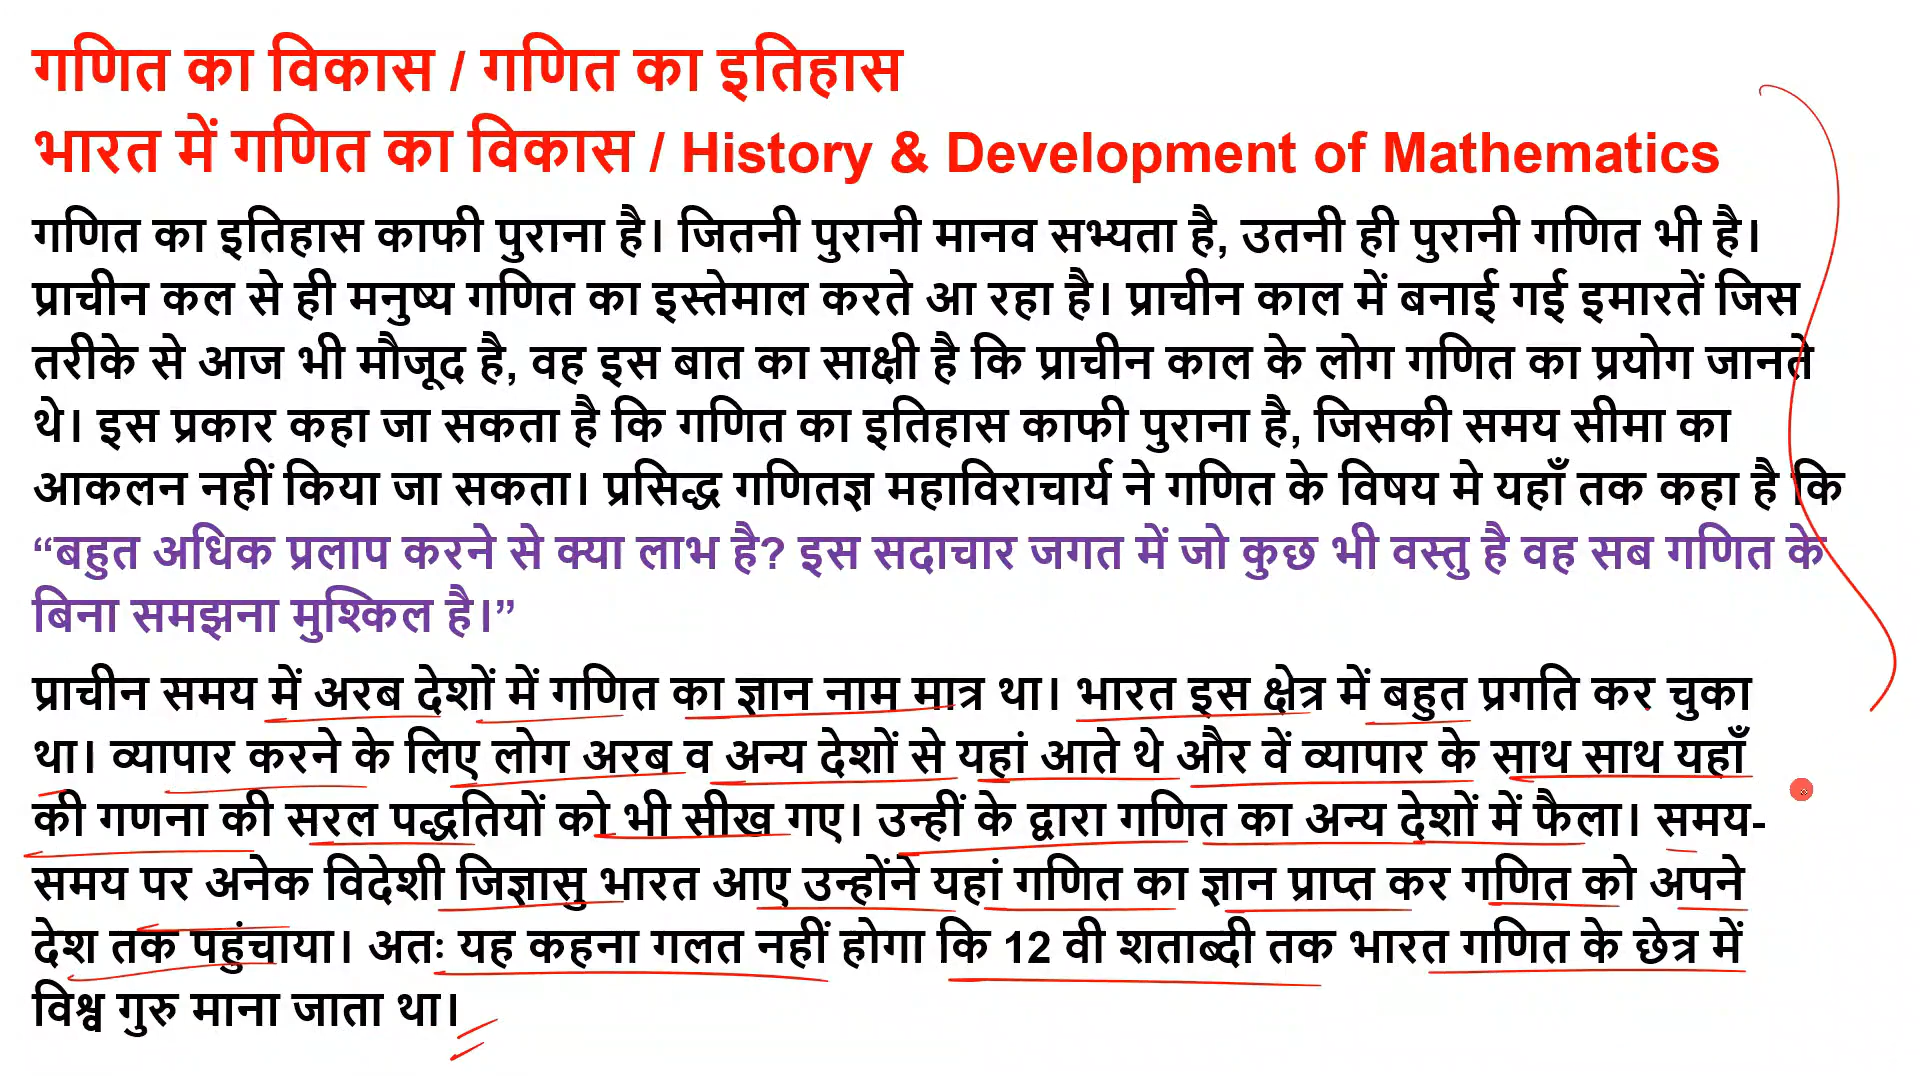 गणित का विकास / गणित का इतिहास
भारत में गणित का विकास / History & Development of Mathematics
गणित का इतिहास काफी पुराना है। जितनी पुरानी मानव सभ्यता है, उतनी ही पुरानी गणित भी है।
प्राचीन कल से ही मनुष्य गणित का इस्तेमाल करते आ रहा है। प्राचीन काल में बनाई गई इमारतें जिस
तरीके से आज भी मौजूद है, वह इस बात का साक्षी है कि प्राचीन काल के लोग गणित का प्रयोग जानते
थे। इस प्रकार कहा जा सकता है कि गणित का इतिहास काफी पुराना है, जिसकी समय सीमा का
आकलन नहीं किया जा सकता। प्रसिद्ध गणितज्ञ महाविराचार्य ने गणित के विषय मे यहाँ तक कहा है कि
“बहुत अधिक प्रलाप करने से क्या लाभ है? इस सदाचार जगत में जो कुछ भी वस्तु है वह सब गणित के
बिना समझना मुश्किल है।”
प्राचीन समय में अरब देशों में गणित का ज्ञान नाम मात्र था। भारत इस क्षेत्र में बहुत प्रगति कर चुका
था। व्यापार करने के लिए लोग अरब व अन्य देशों से यहां आते थे और वें व्यापार के साथ साथ यहाँ
की गणना की सरल पद्धतियों को भी सीख गए। उन्हीं के द्वारा गणित का अन्य देशों में फैला। समय-
समय पर अनेक विदेशी जिज्ञासु भारत आए उन्होंने यहां गणित का ज्ञान प्राप्त कर गणित को अपने
देश तक पहुंचाया। अतः यह कहना गलत नहीं होगा कि 12 वी शताब्दी तक भारत गणित के छेत्र में
विश्व गुरु माना जाता था।